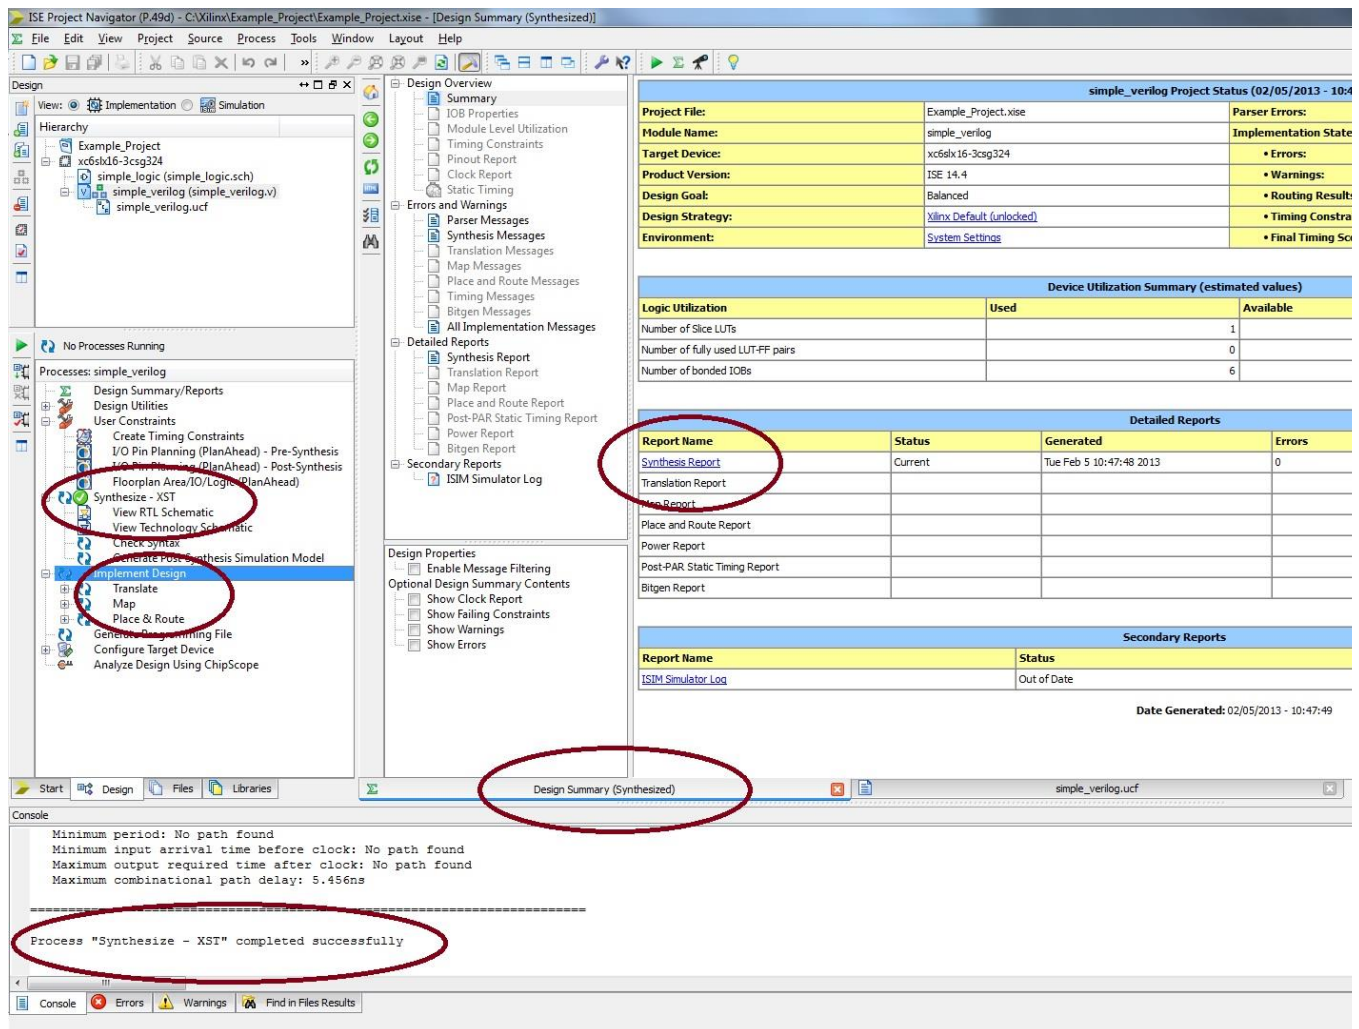 ISE Project Navigator (P.49d) - C:\Xilinx\Example_Project\Example_Project.xise - [Design Summary (Synthesized)]
File Edit View Project Source Process Tools Window Layout Help
Design
View: Implementation Simulation
Hierarchy
Example_Project
xc6slx16-3csg324
simple_logic (simple_logic.sch)
simple_verilog (simple_verilog.v)
simple_verilog.ucf
No Processes Running
Processes: simple_verilog
Design Summary/Reports
Design Utilities
User Constraints
Create Timing Constraints
I/O Pin Planning (PlanAhead) - Pre-Synthesis
I/O Pin Planning (PlanAhead) - Post-Synthesis
Floorplan Area/IO/Logic (PlanAhead)
Synthesize - XST
View RTL Schematic
View Technology Schematic
Check Syntax
Generate Post-Synthesis Simulation Model
Implement Design
Translate
Map
Place & Route
Generate Programming File
Configure Target Device
Analyze Design Using ChipScope
Start Design Files Libraries
Design Overview
Summary
IOB Properties
Module Level Utilization
Timing Constraints
Pinout Report
Clock Report
Static Timing
Errors and Warnings
Parser Messages
Synthesis Messages
Translation Messages
Map Messages
Place and Route Messages
Timing Messages
Bitgen Messages
All Implementation Messages
Detailed Reports
Synthesis Report
Translation Report
Map Report
Place and Route Report
Post-PAR Static Timing Report
Power Report
Bitgen Report
Secondary Reports
ISIM Simulator Log
Design Properties
Enable Message Filtering
Optional Design Summary Contents
Show Clock Report
Show Failing Constraints
Show Warnings
Show Errors
simple_verilog Project Status (02/05/2013 - 10:4
Project File: Example_Project.xise Parser Errors:
Module Name: simple_verilog Implementation State
Target Device: xc6slx16-3csg324 • Errors:
Product Version: ISE 14.4 • Warnings:
Design Goal: Balanced • Routing Results
Design Strategy: Xilinx Default (unlocked) • Timing Constra
Environment: System Settings • Final Timing Sc
Device Utilization Summary (estimated values)
Logic Utilization Used Available
Number of Slice LUTs 1
Number of fully used LUT-FF pairs 0
Number of bonded IOBs 6
Detailed Reports
Report Name Status Generated Errors
Synthesis Report Current Tue Feb 5 10:47:48 2013 0
Translation Report
Map Report
Place and Route Report
Power Report
Post-PAR Static Timing Report
Bitgen Report
Secondary Reports
Report Name Status
ISIM Simulator Log Out of Date
Date Generated: 02/05/2013 - 10:47:49
Design Summary (Synthesized) simple_verilog.ucf
Console
Minimum period: No path found
Minimum input arrival time before clock: No path found
Maximum output required time after clock: No path found
Maximum combinational path delay: 5.456ns
=========================================================================
Process "Synthesize - XST" completed successfully
Console Errors Warnings Find in Files Results